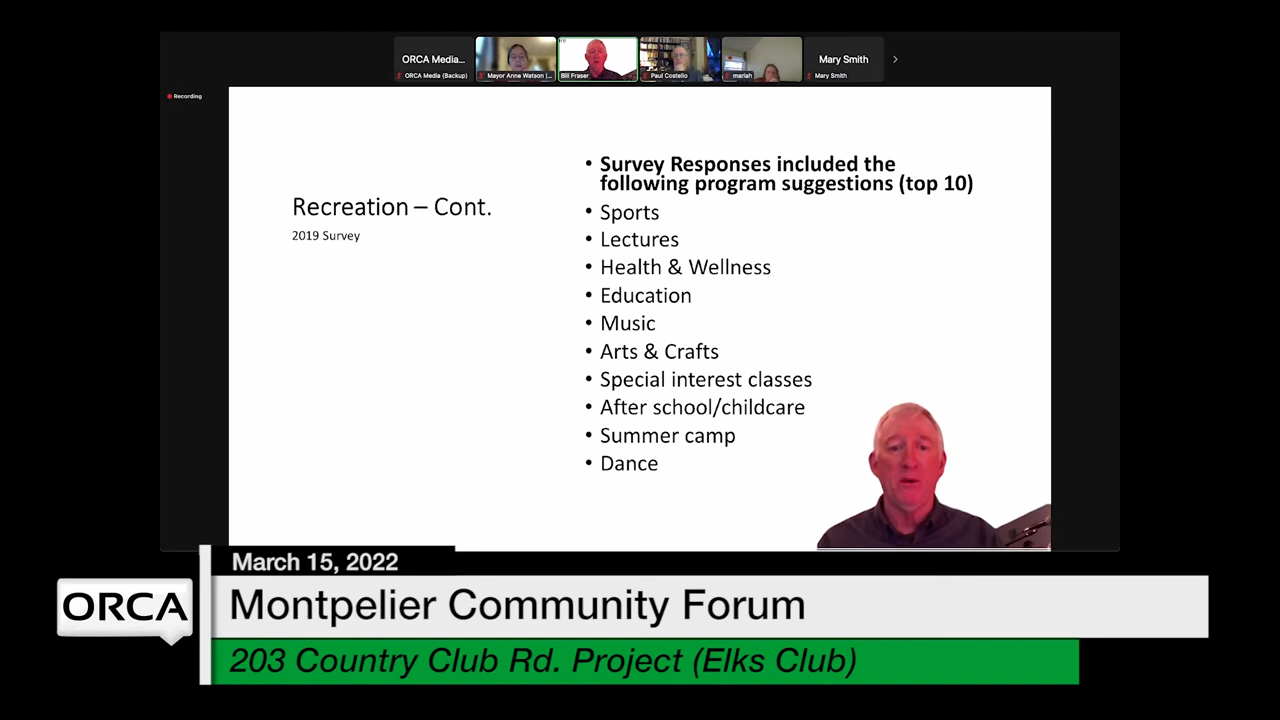 ORCA Media...
Mary Smith
ORCA Media (Backup)
Mayor Anne Watson |...
Bill Fraser
Paul Costello
mariah
Mary Smith
Recording
Recreation – Cont.
2019 Survey
• Survey Responses included the
following program suggestions (top 10)
• Sports
• Lectures
• Health & Wellness
• Education
• Music
• Arts & Crafts
• Special interest classes
• After school/childcare
• Summer camp
• Dance
March 15, 2022
ORCA
Montpelier Community Forum
203 Country Club Rd. Project (Elks Club)